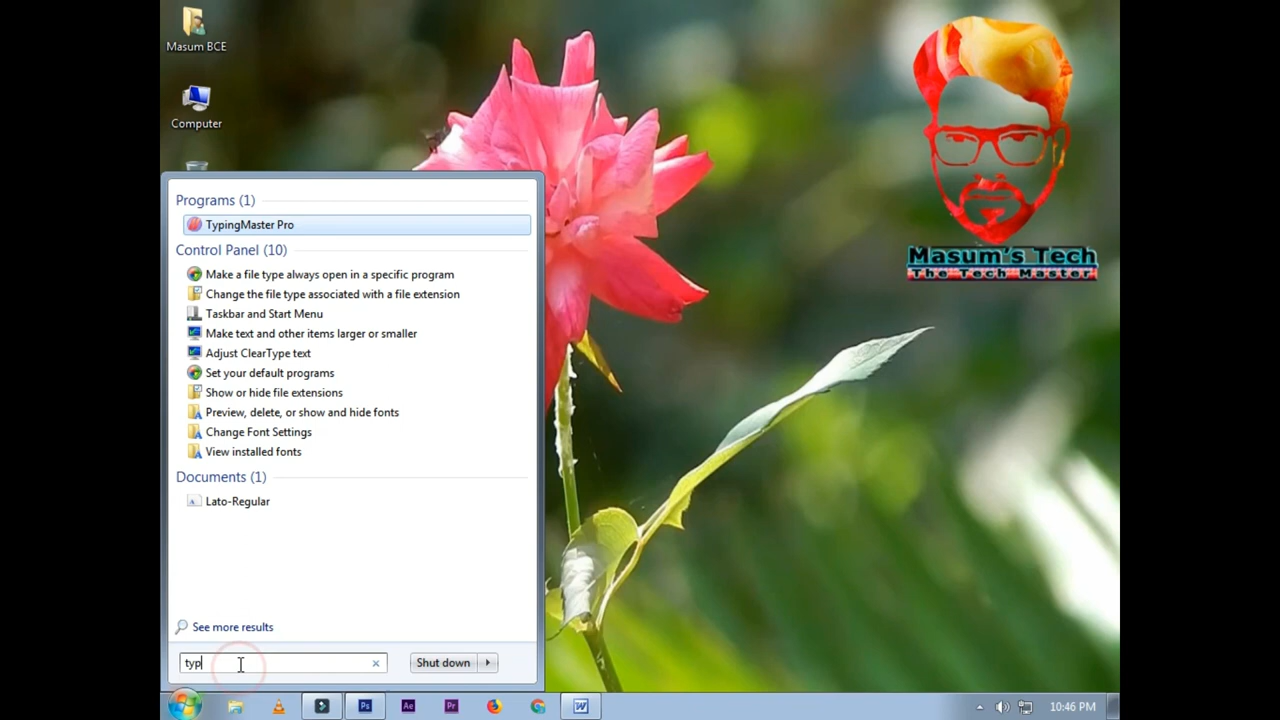 Masum BCE
Computer
Masum's Tech
The Tech Master
Programs (1)
TypingMaster Pro
Control Panel (10)
Make a file type always open in a specific program
Change the file type associated with a file extension
Taskbar and Start Menu
Make text and other items larger or smaller
Adjust ClearType text
Set your default programs
Show or hide file extensions
Preview, delete, or show and hide fonts
Change Font Settings
View installed fonts
Documents (1)
Lato-Regular
See more results
typ
Shut down
Ps
Ae
Pr
W
10:46 PM